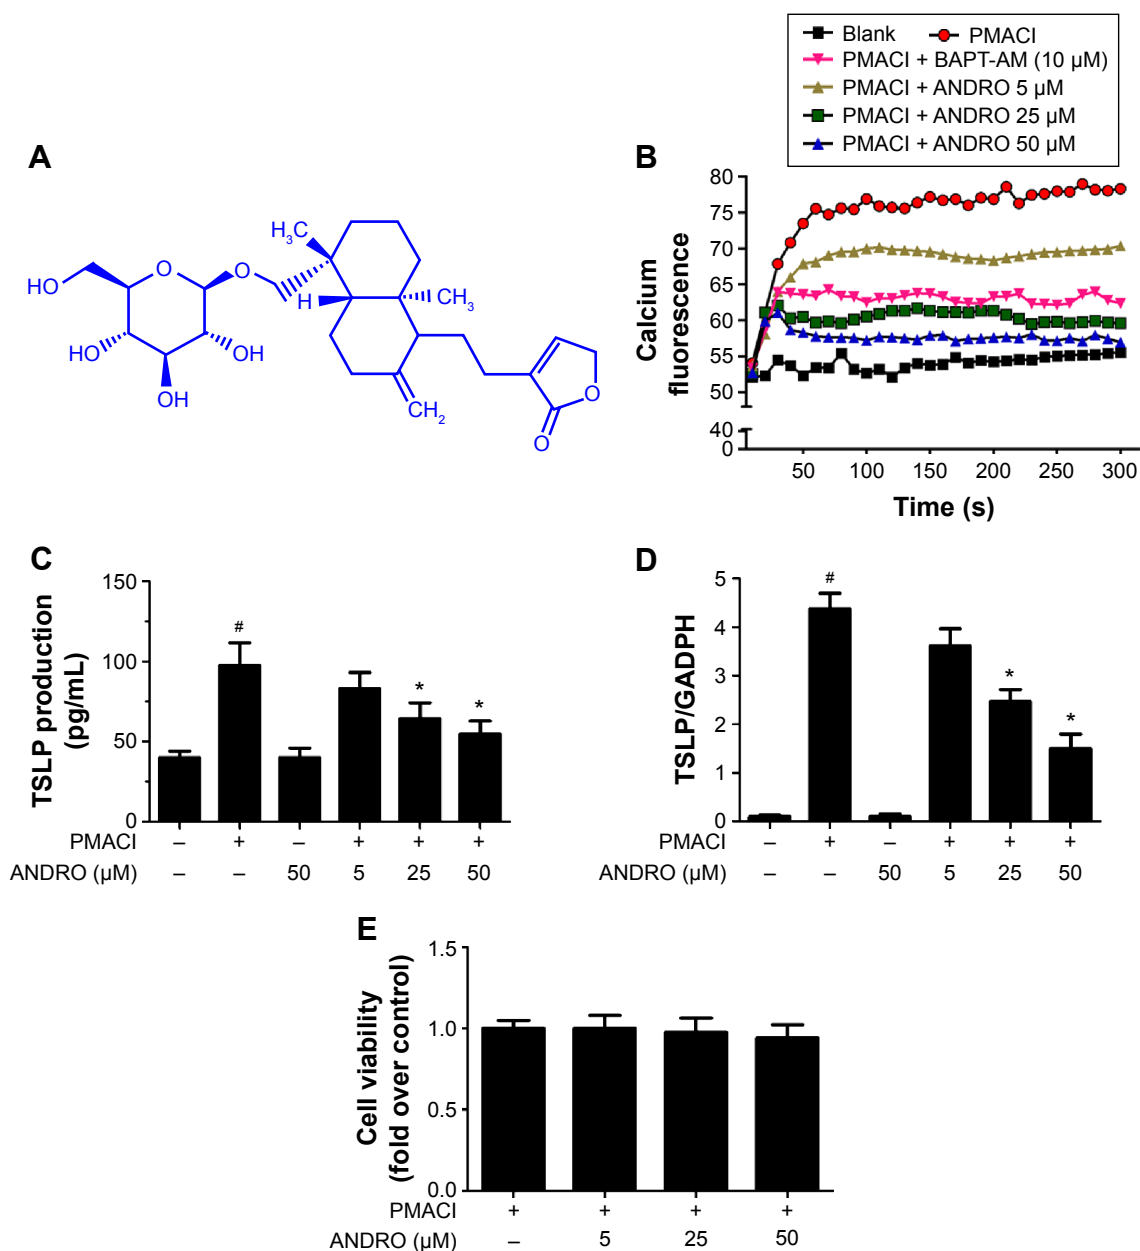 Blank PMACI
PMACI + BAPT-AM (10 µM)
PMACI + ANDRO 5 µM
PMACI + ANDRO 25 µM
PMACI + ANDRO 50 µM
A
H₃C
HO
O
O
H
CH₃
HO
OH
OH
CH₂
O
O
B
80
75
70
65
60
55
50
40
0
Calcium
fluorescence
50 100 150 200 250 300
Time (s)
C
150
100
50
0
TSLP production
(pg/mL)
#
*
*
PMACI – + – + + +
ANDRO (µM) – – 50 5 25 50
D
5
4
3
2
1
0
TSLP/GADPH
#
*
*
PMACI – + – + + +
ANDRO (µM) – – 50 5 25 50
E
1.5
1.0
0.5
0.0
Cell viability
(fold over control)
PMACI + + + +
ANDRO (µM) – 5 25 50